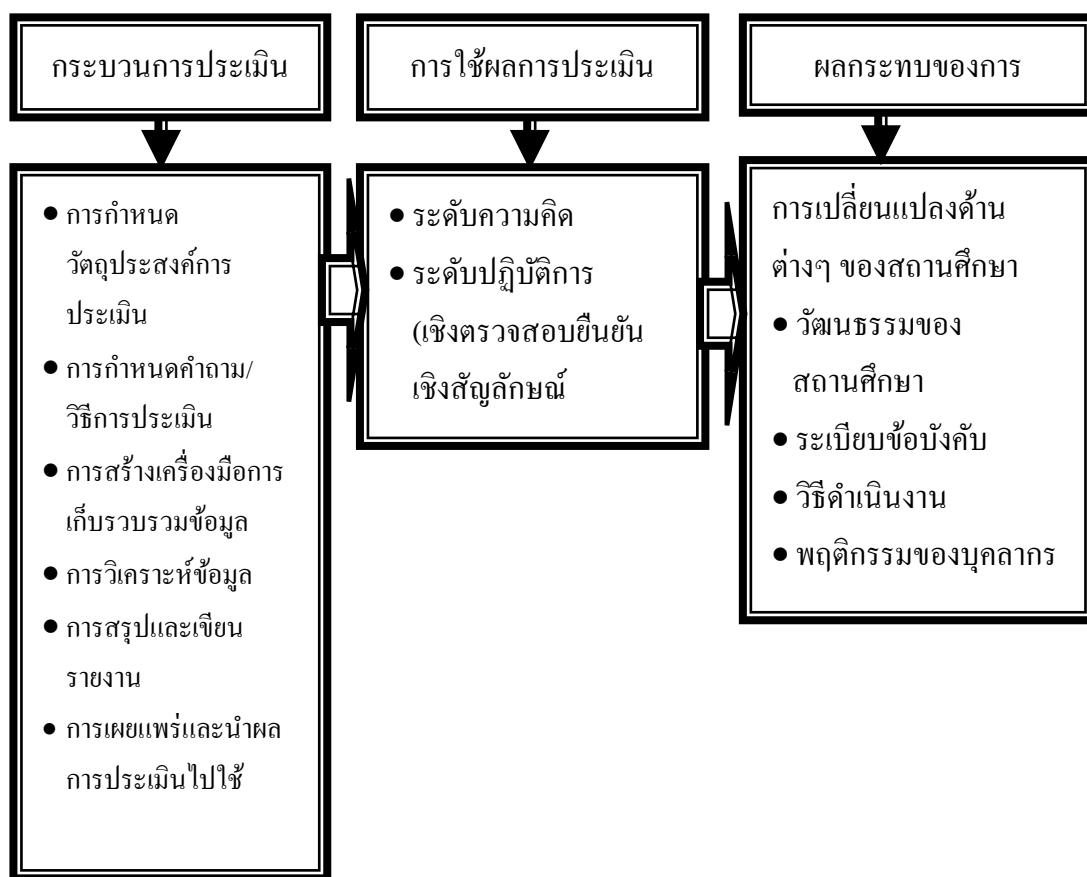 กระบวนการประเมิน
การใช้ผลการประเมิน
ผลกระทบของการ
● การกำหนด
วัตถุประสงค์การ
ประเมิน
● การกำหนดคำถาม/
วิธีการประเมิน
● การสร้างเครื่องมือการ
เก็บรวบรวมข้อมูล
● การวิเคราะห์ข้อมูล
● การสรุปและเขียน
รายงาน
● การเผยแพร่และนำผล
การประเมินไปใช้
● ระดับความคิด
● ระดับปฏิบัติการ
(เชิงตรวจสอบยืนยัน
เชิงสัญลักษณ์
การเปลี่ยนแปลงด้าน
ต่างๆ ของสถานศึกษา
● วัฒนธรรมของ
สถานศึกษา
● ระเบียบข้อบังคับ
● วิธีดำเนินงาน
● พฤติกรรมของบุคลากร